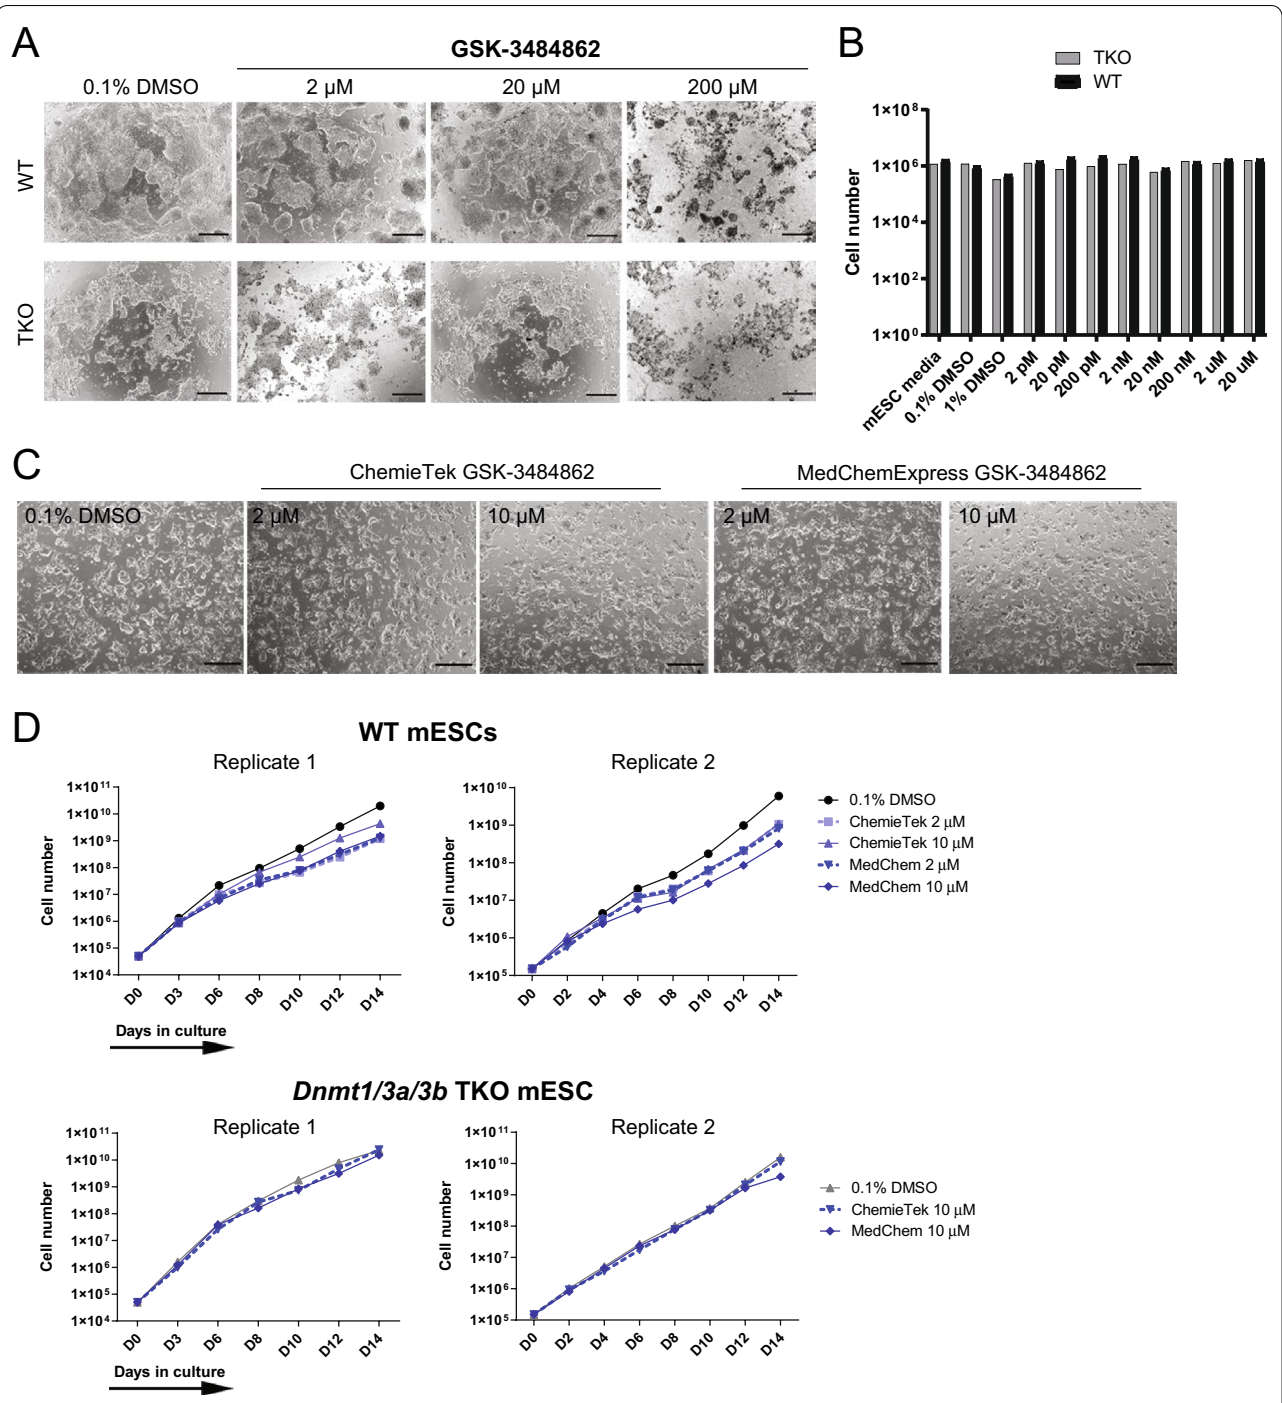 A
GSK-3484862
0.1% DMSO
2 µM
20 µM
200 µM
WT
TKO
B
TKO
WT
Cell number
1×10⁸
1×10⁶
1×10⁴
1×10²
1×10⁰
mESC media
0.1% DMSO
1% DMSO
2 pM
20 pM
200 pM
2 nM
20 nM
200 nM
2 uM
20 uM
C
ChemieTek GSK-3484862
MedChemExpress GSK-3484862
0.1% DMSO
2 µM
10 µM
2 µM
10 µM
D
WT mESCs
Replicate 1
Cell number
1×10¹¹
1×10¹⁰
1×10⁹
1×10⁸
1×10⁷
1×10⁶
1×10⁵
1×10⁴
D0
D3
D6
D8
D10
D12
D14
Days in culture
Replicate 2
Cell number
1×10¹⁰
1×10⁹
1×10⁸
1×10⁷
1×10⁶
1×10⁵
D0
D2
D4
D6
D8
D10
D12
D14
0.1% DMSO
ChemieTek 2 µM
ChemieTek 10 µM
MedChem 2 µM
MedChem 10 µM
Dnmt1/3a/3b TKO mESC
Replicate 1
Cell number
1×10¹¹
1×10¹⁰
1×10⁹
1×10⁸
1×10⁷
1×10⁶
1×10⁵
1×10⁴
D0
D3
D6
D8
D10
D12
D14
Days in culture
Replicate 2
Cell number
1×10¹¹
1×10¹⁰
1×10⁹
1×10⁸
1×10⁷
1×10⁶
1×10⁵
D0
D2
D4
D6
D8
D10
D12
D14
0.1% DMSO
ChemieTek 10 µM
MedChem 10 µM